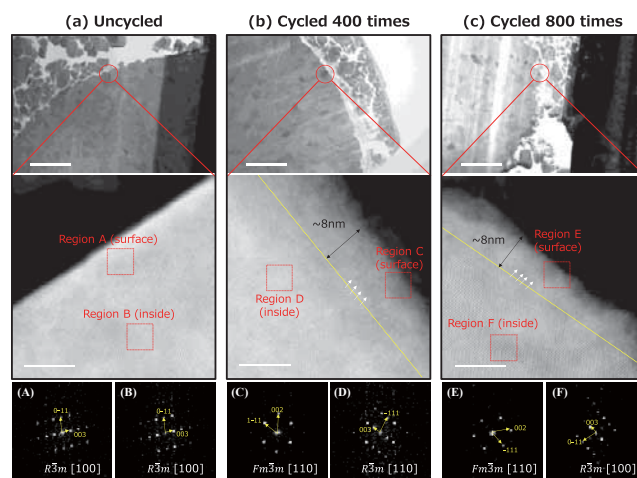 (a) Uncycled
(b) Cycled 400 times
(c) Cycled 800 times
Region A (surface)
Region B (inside)
~8nm
Region C
(surface)
Region D
(inside)
~8nm
Region E
(surface)
Region F (inside)
(A)
0-11
003
R3̅m [100]
(B)
0-11
003
R3̅m [100]
(C)
002
1-11
Fm3̅m [110]
(D)
-111
003
R3̅m [110]
(E)
002
-111
Fm3̅m [110]
(F)
003
0-11
R3̅m [100]